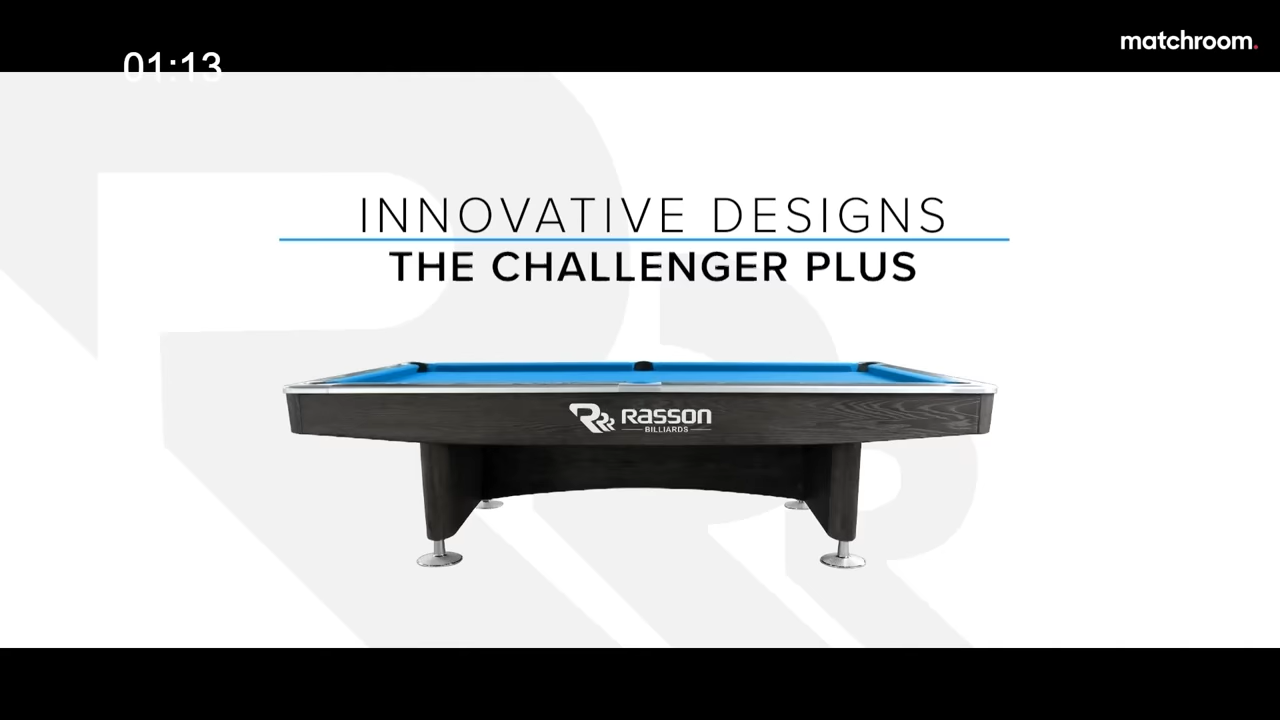 matchroom.
01:13
INNOVATIVE DESIGNS
THE CHALLENGER PLUS
RASSON
BILLIARDS